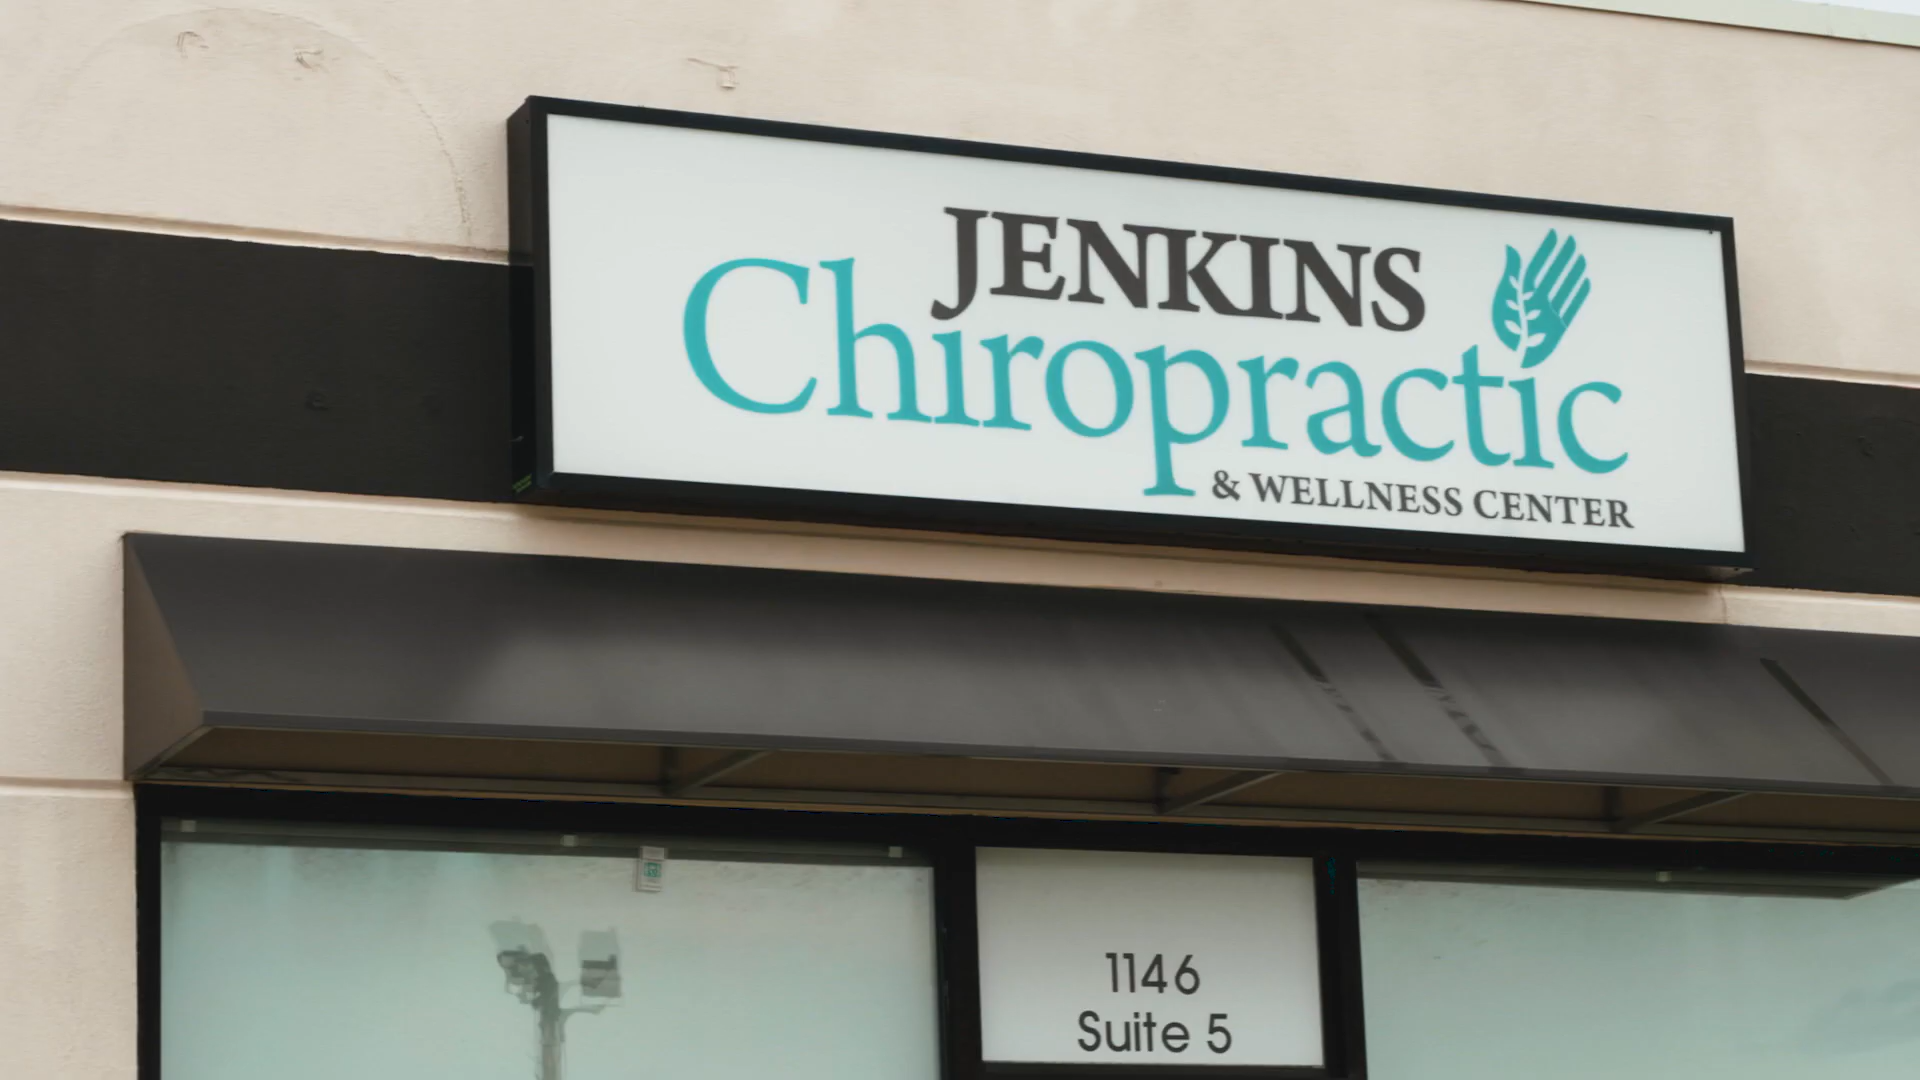 JENKINS
Chiropractic
& WELLNESS CENTER
1146
Suite 5